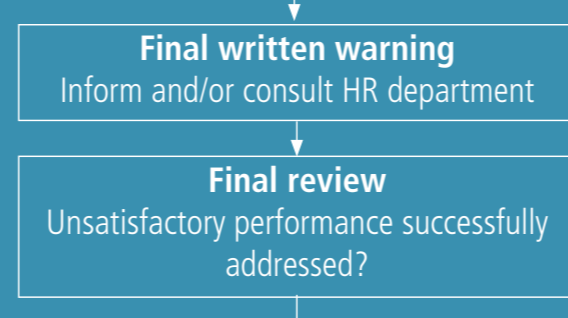 Final written warning
Inform and/or consult HR department
Final review
Unsatisfactory performance successfully
addressed?